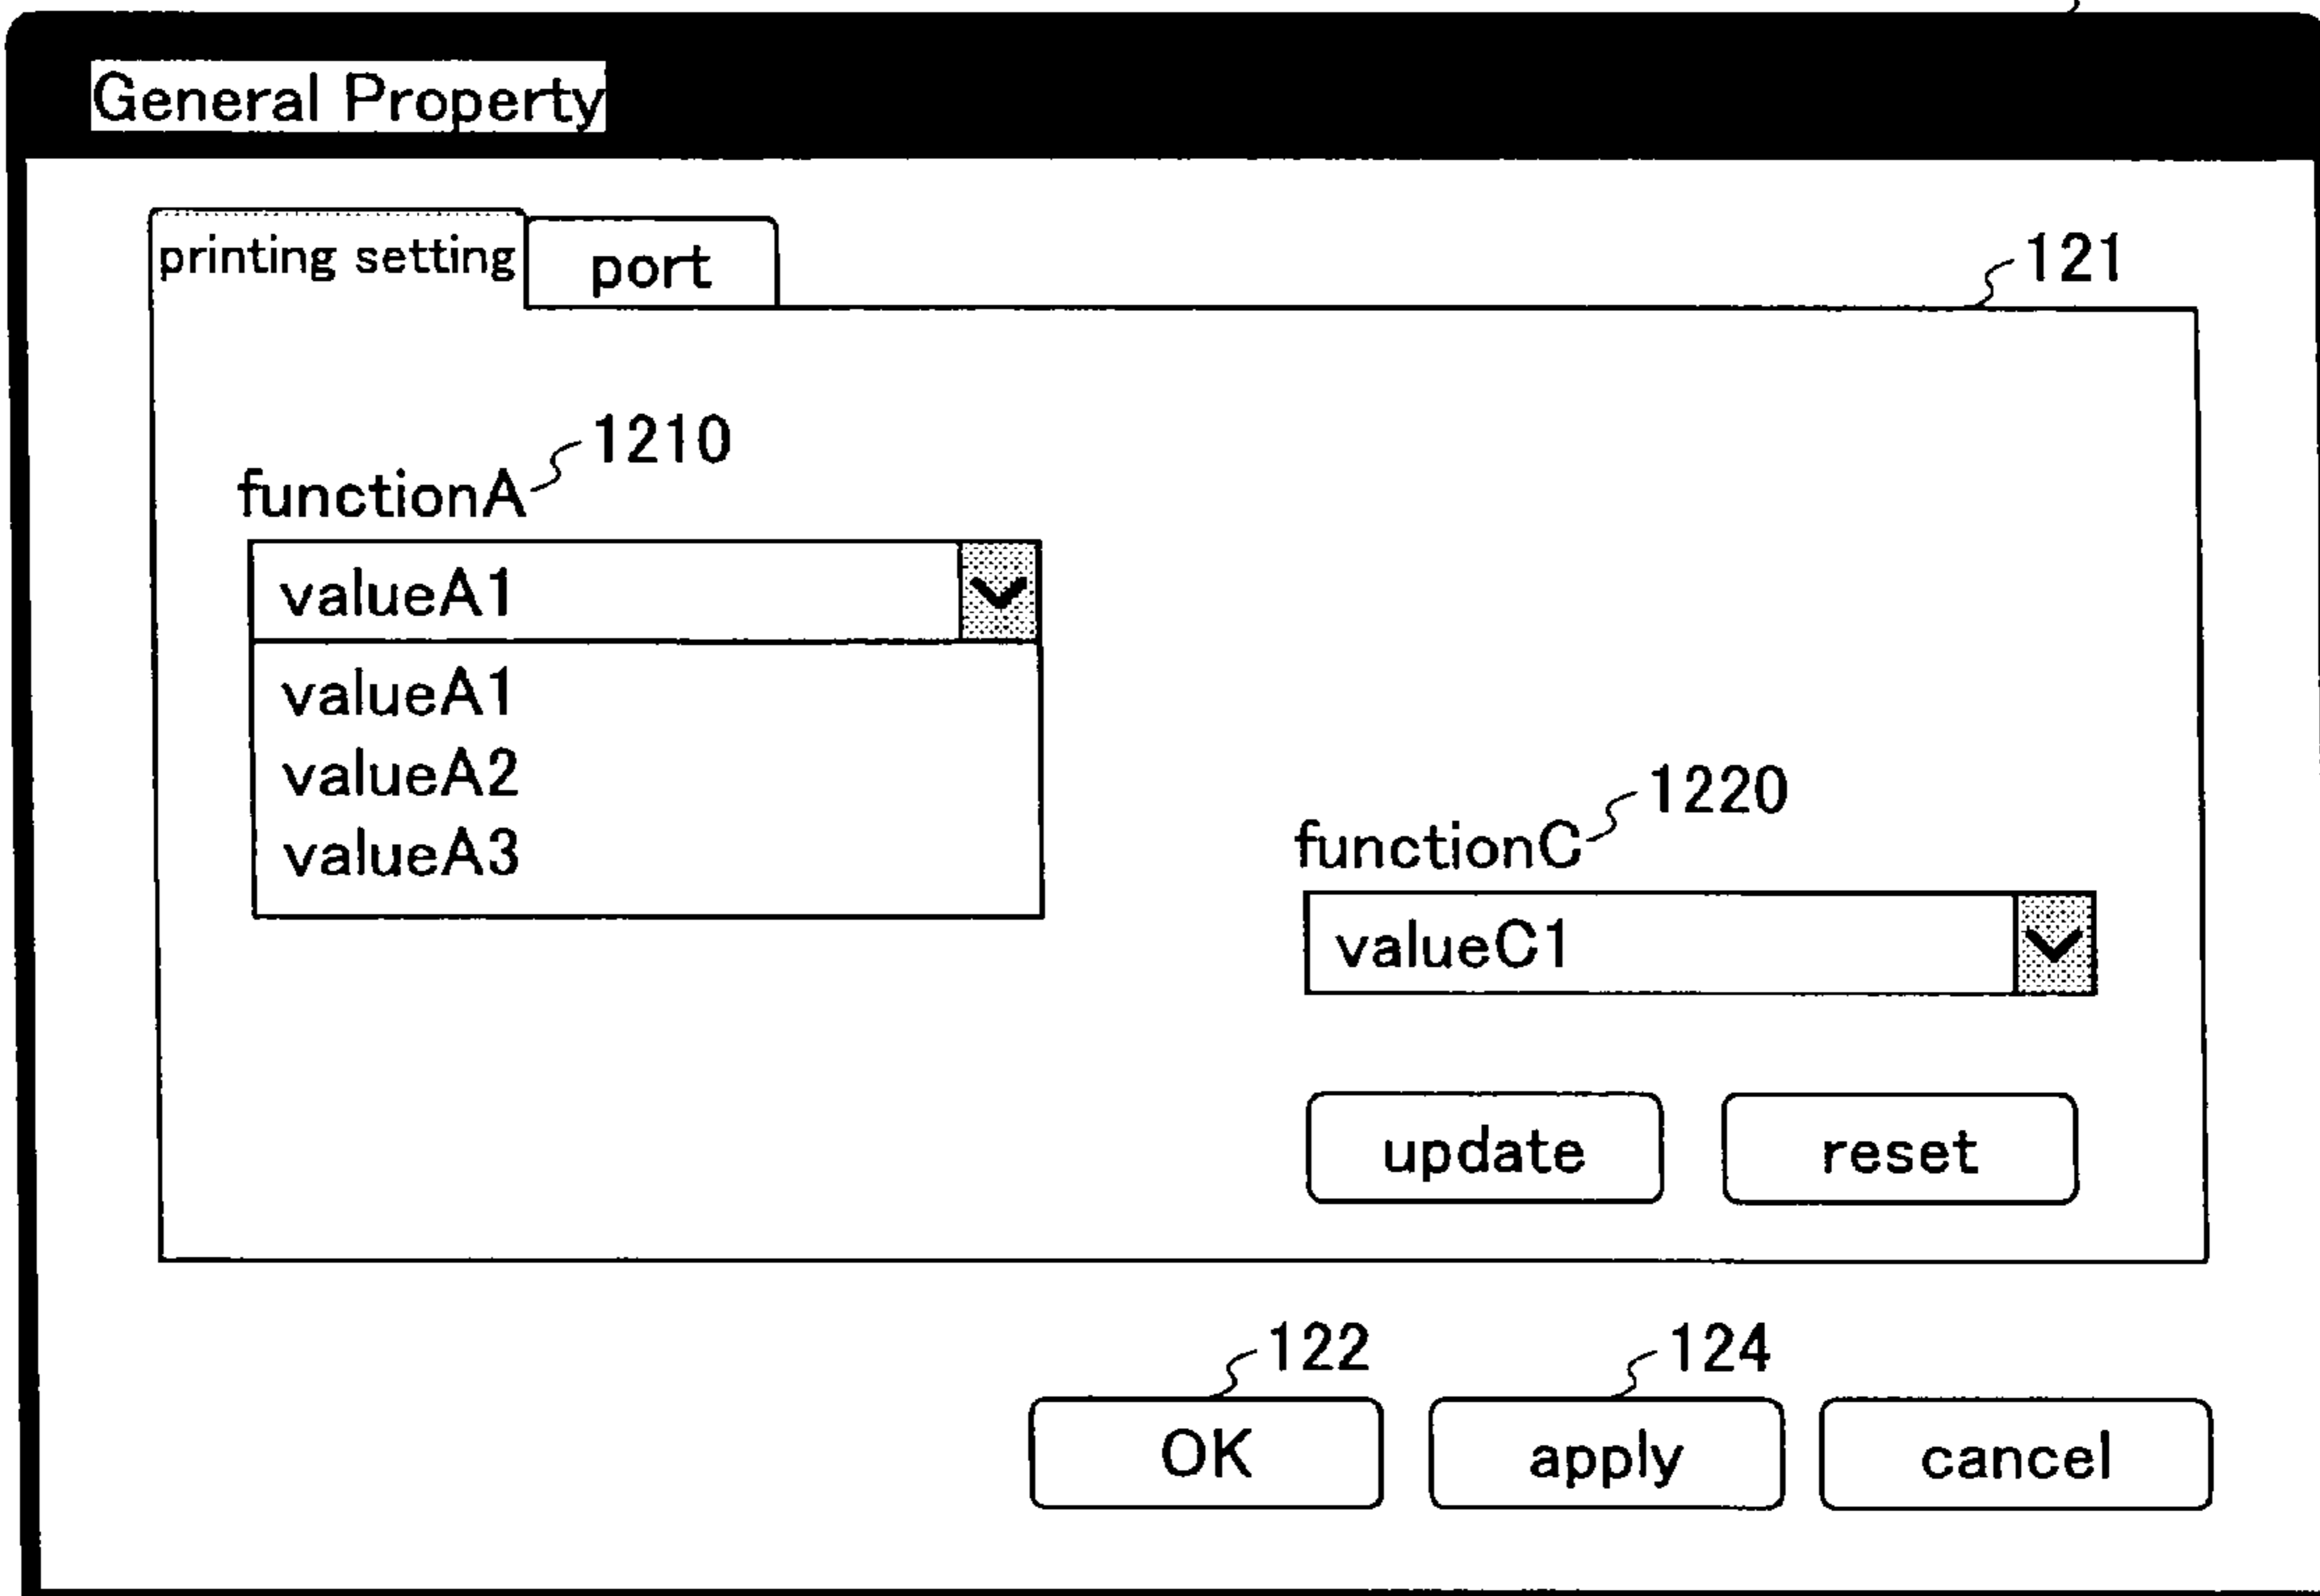 General Property
printing setting
port
121
1210
functionA
valueA1
valueA1
valueA2
valueA3
1220
functionC
valueC1
update
reset
122
124
OK
apply
cancel